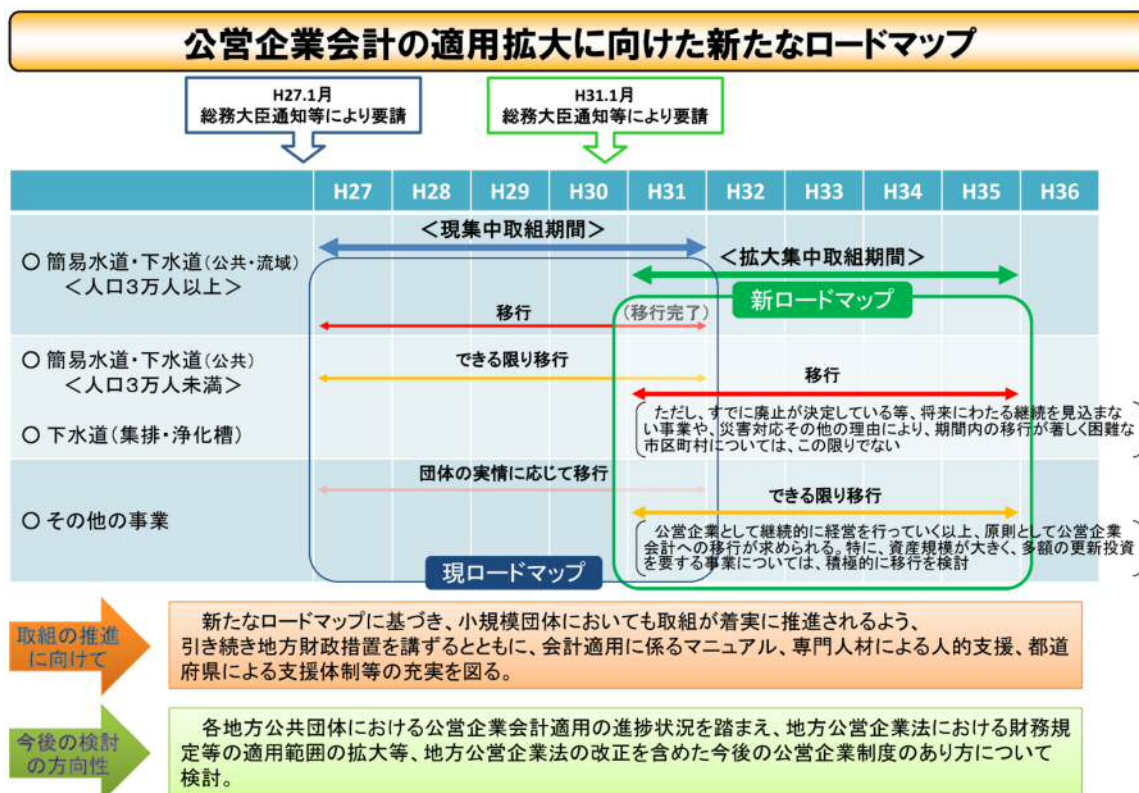 公営企業会計の適用拡大に向けた新たなロードマップ
H27.1月
総務大臣通知等により要請
H31.1月
総務大臣通知等により要請
H27 H28 H29 H30 H31 H32 H33 H34 H35 H36
＜現集中取組期間＞
＜拡大集中取組期間＞
新ロードマップ
○ 簡易水道・下水道(公共・流域)
＜人口3万人以上＞
移行
(移行完了)
○ 簡易水道・下水道(公共)
＜人口3万人未満＞
○ 下水道(集排・浄化槽)
できる限り移行
移行
ただし、すでに廃止が決定している等、将来にわたる継続を見込まな
い事業や、災害対応その他の理由により、期間内の移行が著しく困難な
市区町村については、この限りでない
○ その他の事業
団体の実情に応じて移行
できる限り移行
公営企業として継続的に経営を行っていく以上、原則として公営企業
会計への移行が求められる。特に、資産規模が大きく、多額の更新投資
を要する事業については、積極的に移行を検討
現ロードマップ
取組の推進
に向けて
新たなロードマップに基づき、小規模団体においても取組が着実に推進されるよう、
引き続き地方財政措置を講ずるとともに、会計適用に係るマニュアル、専門人材による人的支援、都道
府県による支援体制等の充実を図る。
今後の検討
の方向性
各地方公共団体における公営企業会計適用の進捗状況を踏まえ、地方公営企業法における財務規
定等の適用範囲の拡大等、地方公営企業法の改正を含めた今後の公営企業制度のあり方について
検討。